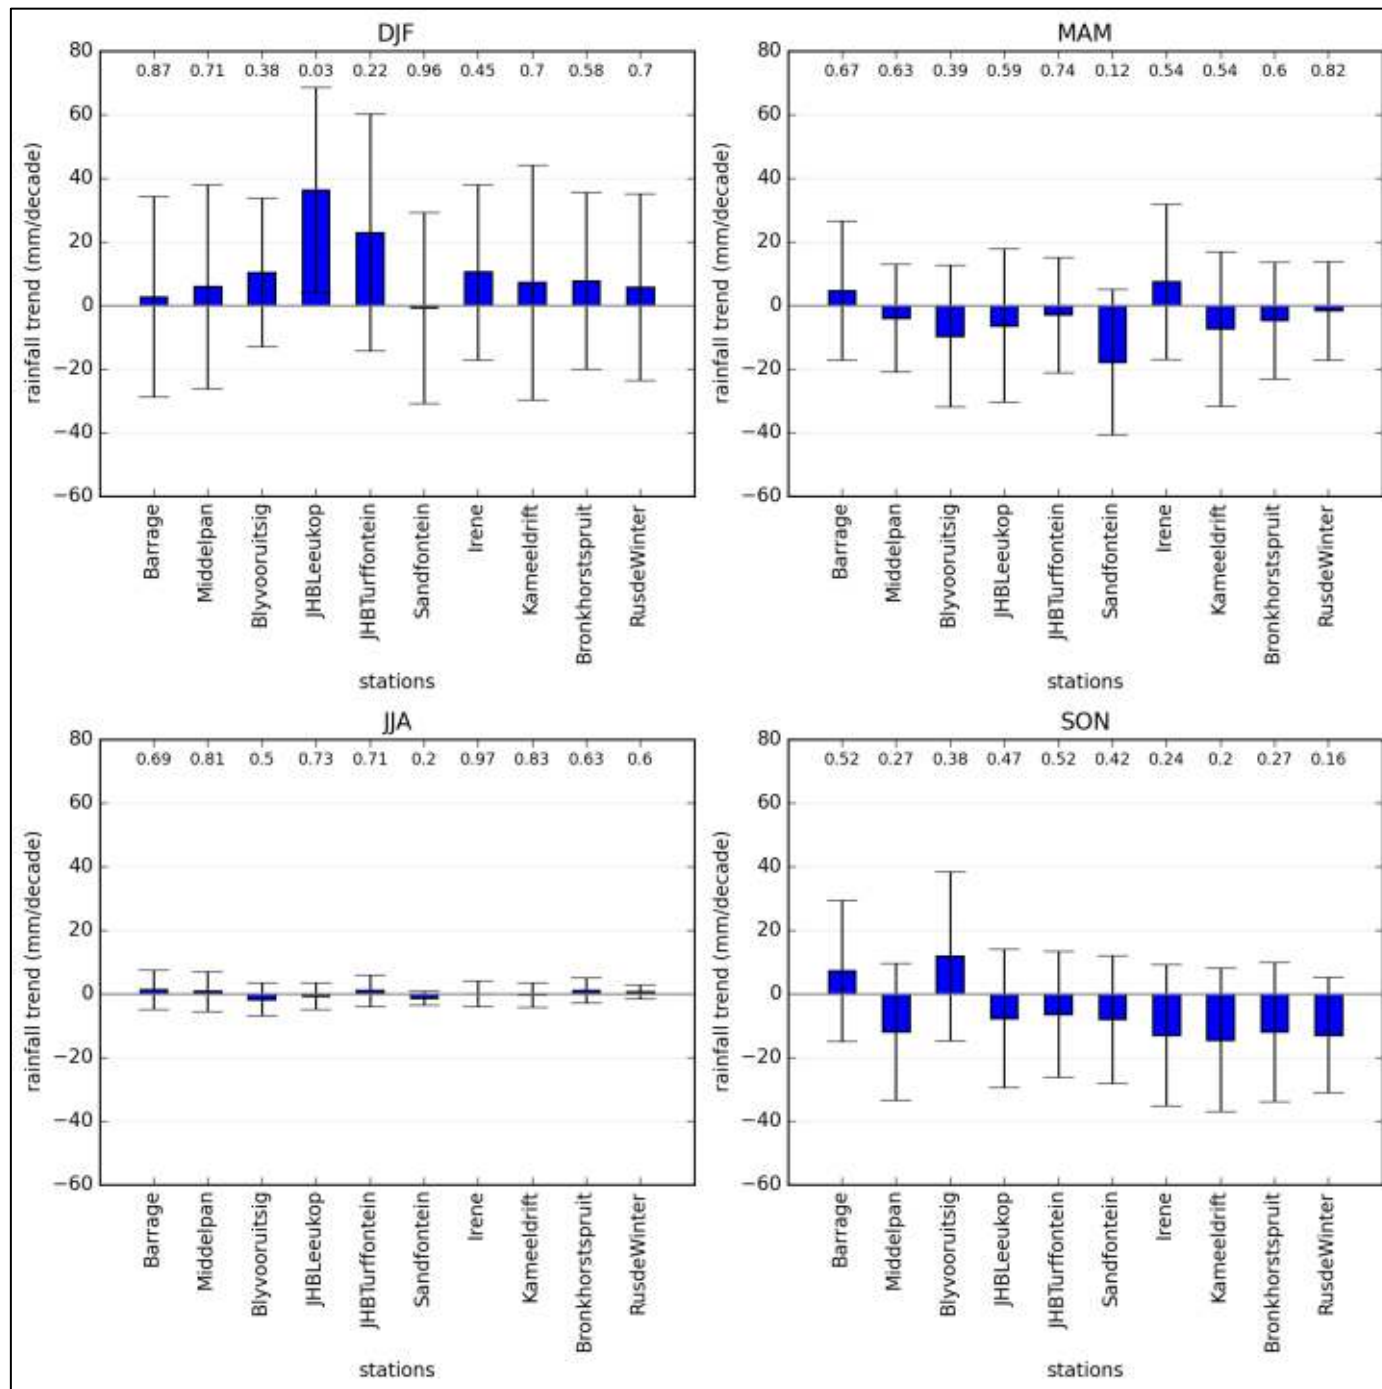 DJF
80
60
40
20
0
−20
−40
−60
rainfall trend (mm/decade)
0.87 0.71 0.38 0.03 0.22 0.96 0.45 0.7 0.58 0.7
Barrage
Middelpan
Blyvooruitsig
JHBLeeukop
JHBTurffontein
Sandfontein
Irene
Kameeldrift
Bronkhorstspruit
RusdeWinter
stations
MAM
80
60
40
20
0
−20
−40
−60
rainfall trend (mm/decade)
0.67 0.63 0.39 0.59 0.74 0.12 0.54 0.54 0.6 0.82
Barrage
Middelpan
Blyvooruitsig
JHBLeeukop
JHBTurffontein
Sandfontein
Irene
Kameeldrift
Bronkhorstspruit
RusdeWinter
stations
JJA
80
60
40
20
0
−20
−40
−60
rainfall trend (mm/decade)
0.69 0.81 0.5 0.73 0.71 0.2 0.97 0.83 0.63 0.6
Barrage
Middelpan
Blyvooruitsig
JHBLeeukop
JHBTurffontein
Sandfontein
Irene
Kameeldrift
Bronkhorstspruit
RusdeWinter
stations
SON
80
60
40
20
0
−20
−40
−60
rainfall trend (mm/decade)
0.52 0.27 0.38 0.47 0.52 0.42 0.24 0.2 0.27 0.16
Barrage
Middelpan
Blyvooruitsig
JHBLeeukop
JHBTurffontein
Sandfontein
Irene
Kameeldrift
Bronkhorstspruit
RusdeWinter
stations